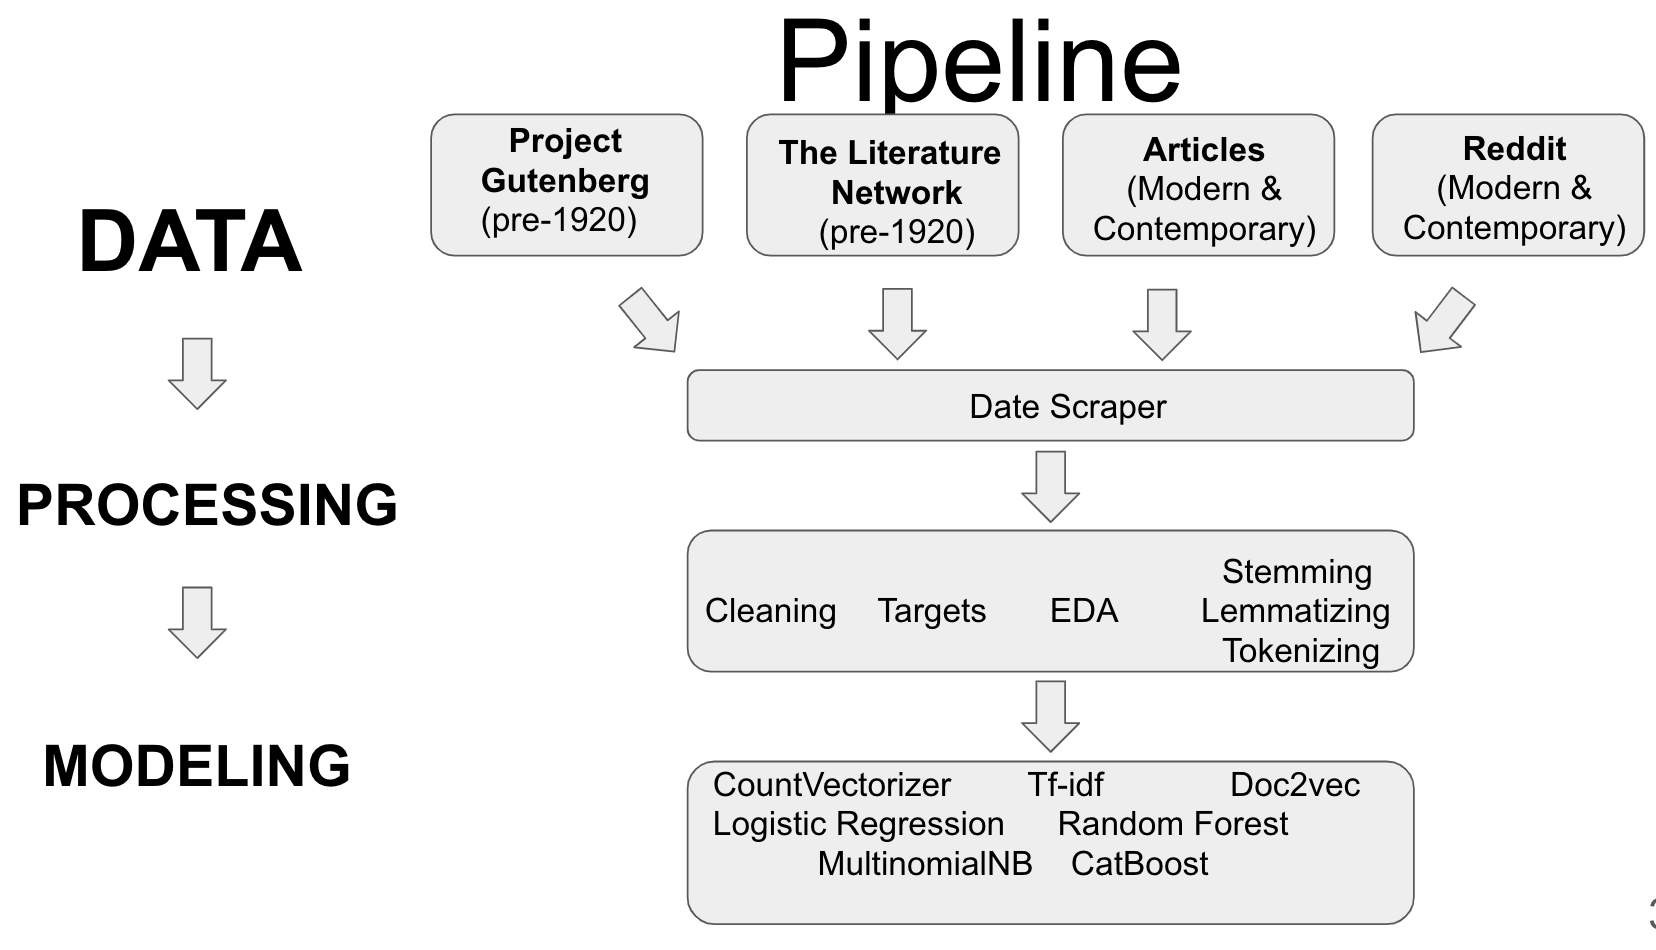 Pipeline
Project
Gutenberg
(pre-1920)
The Literature
Network
(pre-1920)
Articles
(Modern &
Contemporary)
Reddit
(Modern &
Contemporary)
DATA
Date Scraper
PROCESSING
Cleaning Targets EDA
Stemming
Lemmatizing
Tokenizing
MODELING
CountVectorizer Tf-idf Doc2vec
Logistic Regression Random Forest
MultinomialNB CatBoost